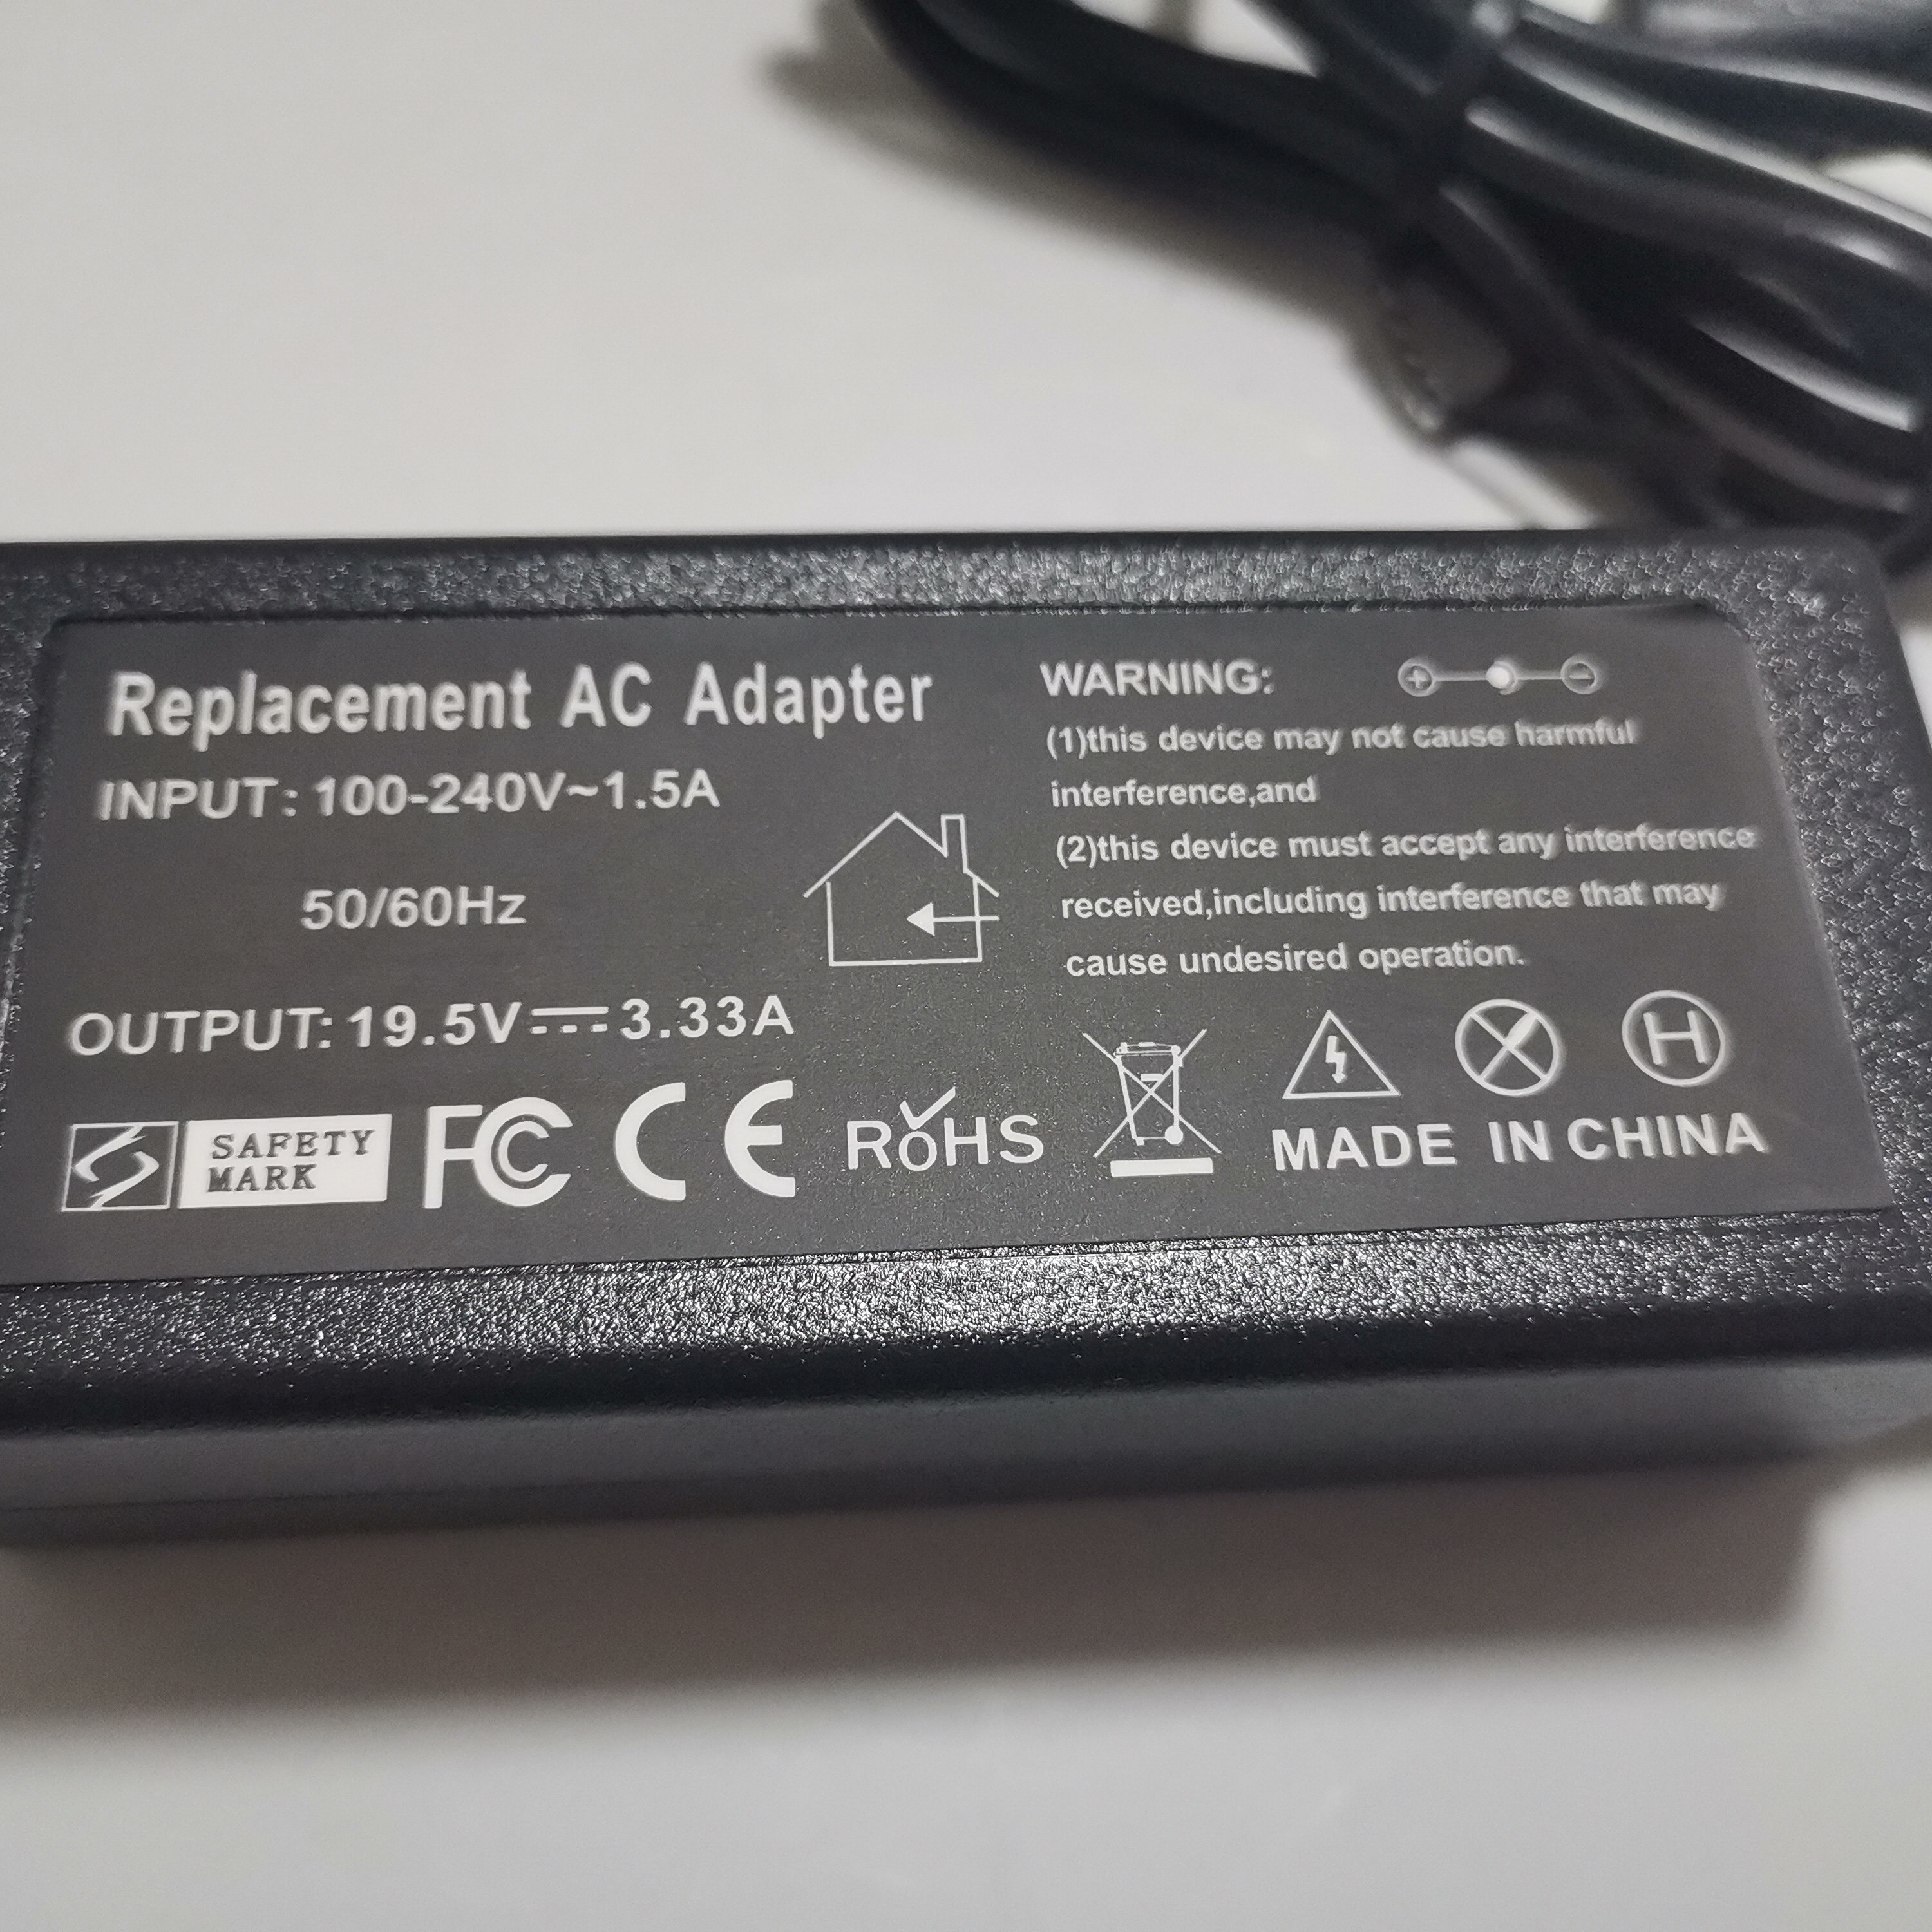 Replacement AC Adapter
INPUT: 100-240V~1.5A
50/60Hz
OUTPUT: 19.5V⎓3.33A
SAFETY
MARK
FC CE RoHS
WARNING:
(1)this device may not cause harmful
interference,and
(2)this device must accept any interference
received,including interference that may
cause undesired operation.
H
MADE IN CHINA